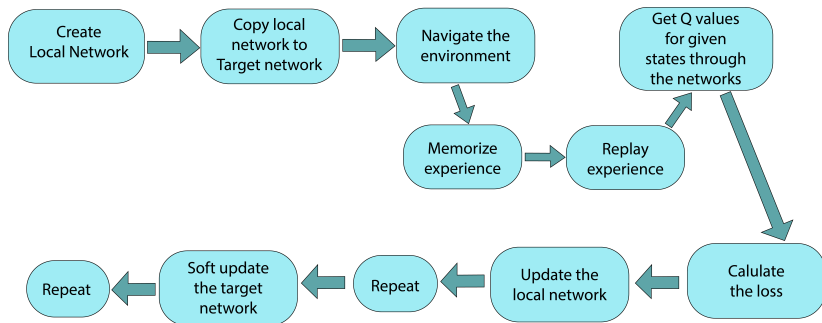 Create
Local Network
Copy local
network to
Target network
Navigate the
environment
Memorize
experience
Replay
experience
Get Q values
for given
states through
the networks
Calulate
the loss
Update the
local network
Repeat
Soft update
the target
network
Repeat